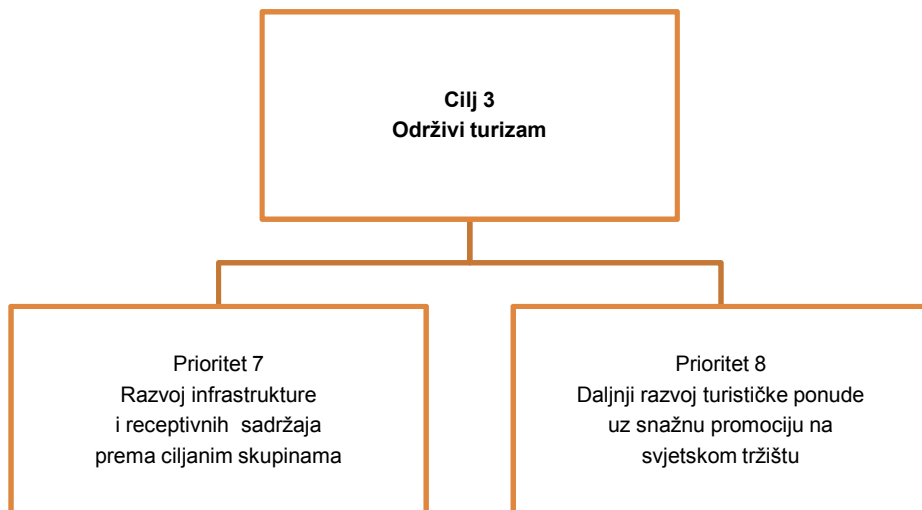 Cilj 3
Održivi turizam
Prioritet 7
Razvoj infrastrukture
i receptivnih sadržaja
prema ciljanim skupinama
Prioritet 8
Daljnji razvoj turističke ponude
uz snažnu promociju na
svjetskom tržištu